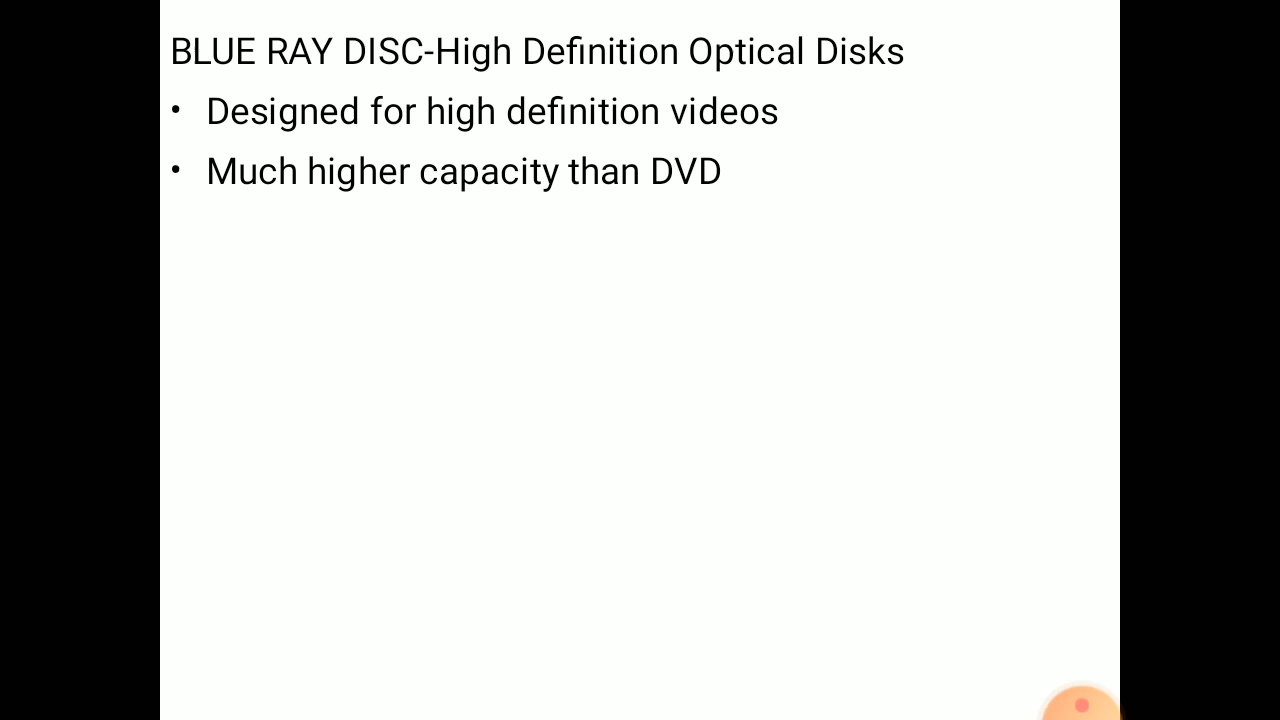 BLUE RAY DISC-High Definition Optical Disks
• Designed for high definition videos
• Much higher capacity than DVD